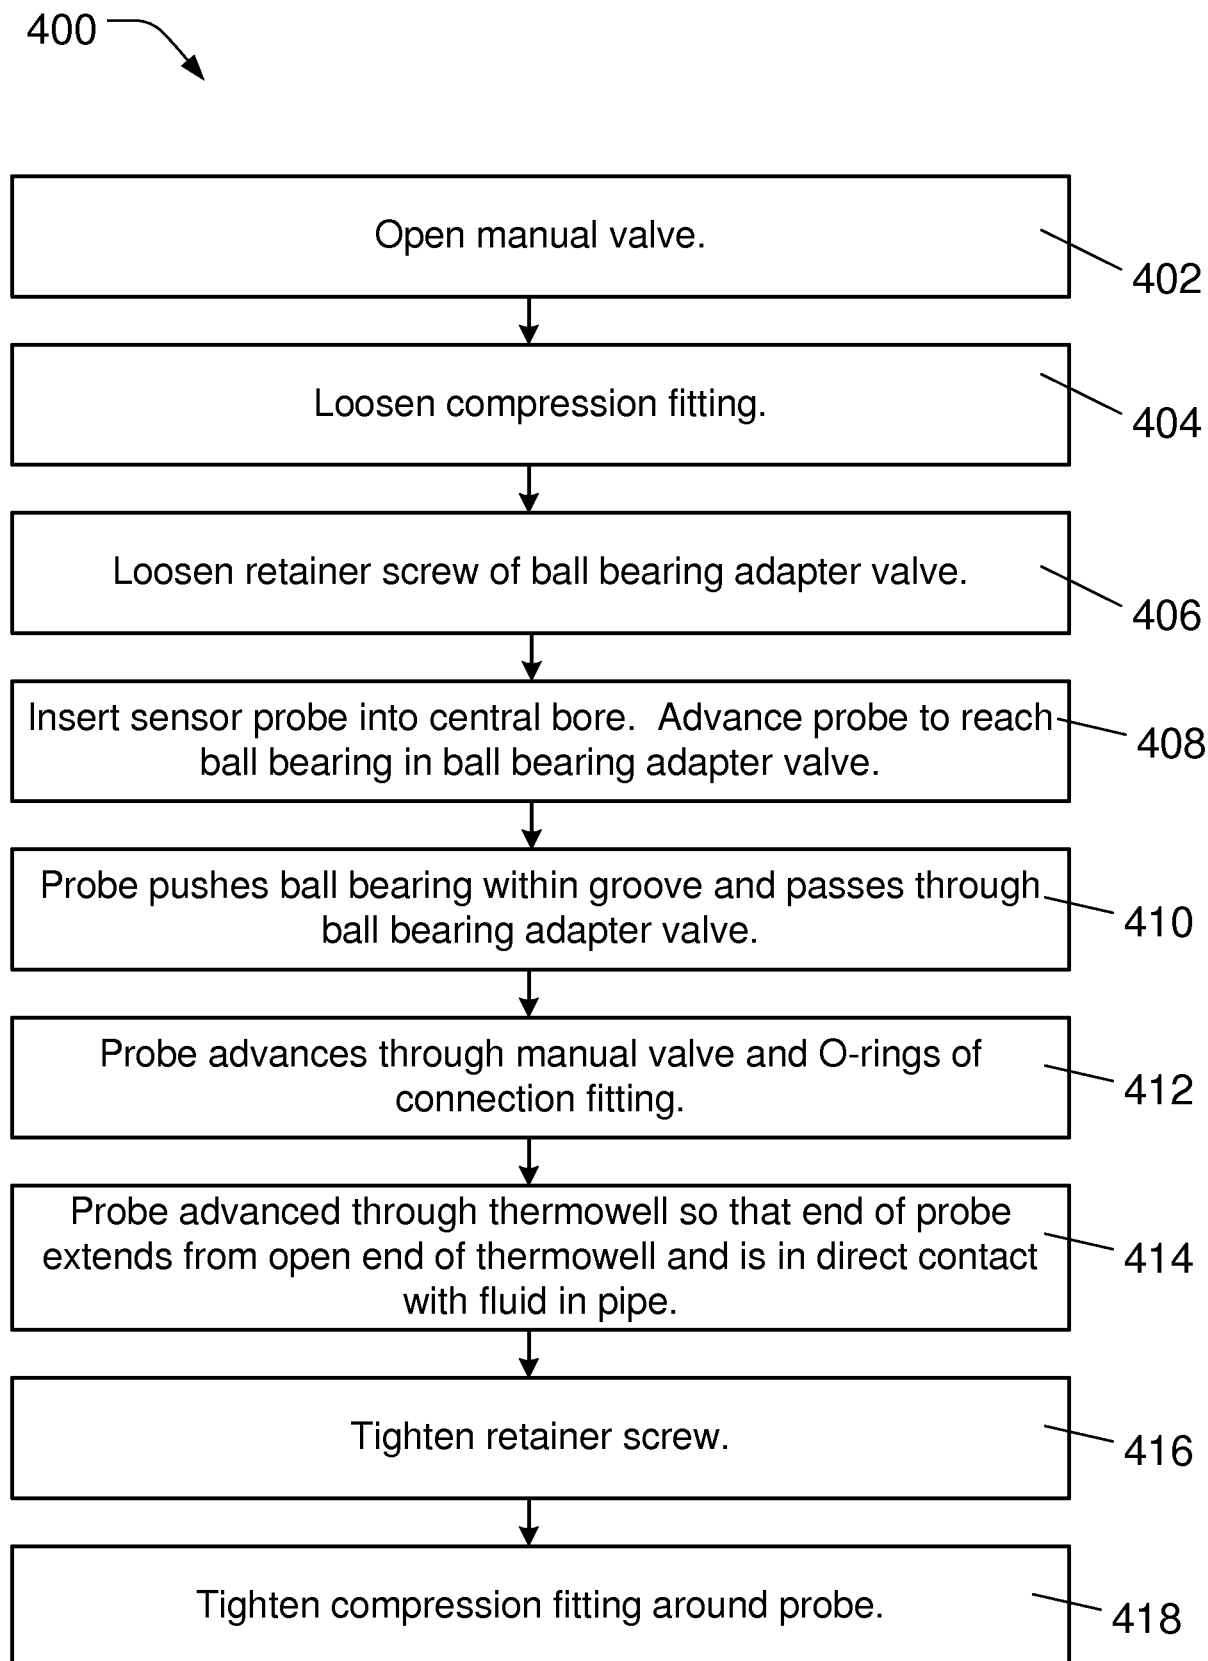 400
Open manual valve.
402
Loosen compression fitting.
404
Loosen retainer screw of ball bearing adapter valve.
406
Insert sensor probe into central bore.  Advance probe to reach
ball bearing in ball bearing adapter valve.
408
Probe pushes ball bearing within groove and passes through
ball bearing adapter valve.
410
Probe advances through manual valve and O-rings of
connection fitting.
412
Probe advanced through thermowell so that end of probe
extends from open end of thermowell and is in direct contact
with fluid in pipe.
414
Tighten retainer screw.
416
Tighten compression fitting around probe.
418